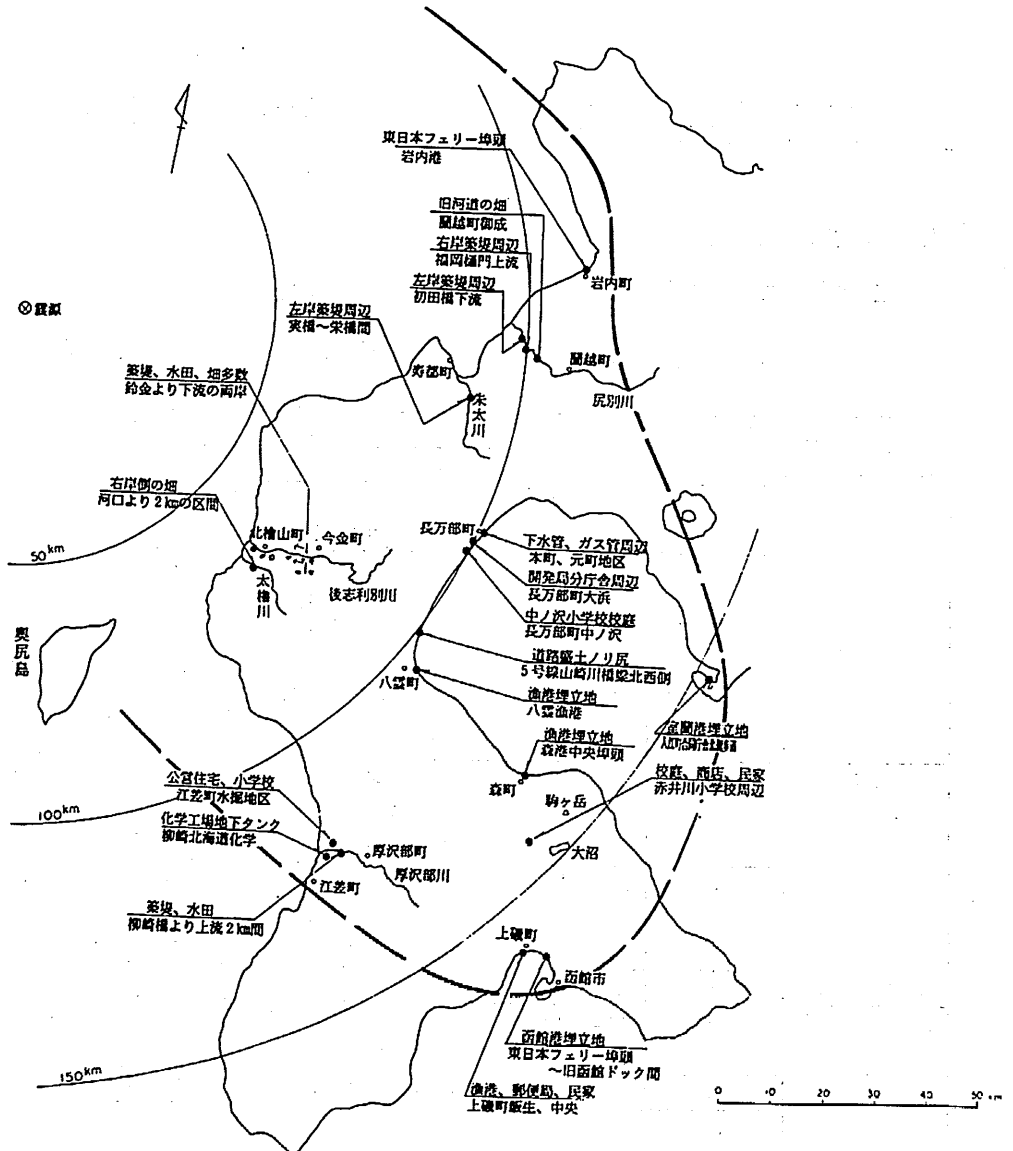 東日本フェリー埠頭
岩内港
旧河道の畑
蘭越町御成
右岸築堤周辺
福岡樋門上流
左岸築堤周辺
初田橋下流
岩内町
震源
左岸築堤周辺
実橋～栄橋間
寿都町
蘭越町
尻別川
朱太川
築堤、水田、畑多数
鈴金より下流の両岸
右岸側の畑
河口より2kmの区間
北檜山町
今金町
長万部町
下水管、ガス管周辺
本町、元町地区
50km
太櫓川
後志利別川
開発局分庁舎周辺
長万部町大浜
中ノ沢小学校校庭
長万部町中ノ沢
奥尻島
道路盛土ノリ尻
5号線山崎川橋梁北西側
八雲町
漁港埋立地
八雲漁港
室蘭港埋立地
漁港埋立地
森港中央埠頭
校庭、商店、民家
赤井川小学校周辺
公営住宅、小学校
江差町水堀地区
森町
駒ヶ岳
100km
化学工場地下タンク
柳崎北海道化学
厚沢部町
大沼
厚沢部川
江差町
築堤、水田
柳崎橋より上流2km間
上磯町
函館市
函館港埋立地
東日本フェリー埠頭
～旧函館ドック間
150km
漁港、郵便局、民家
上磯町飯生、中央
0 10 20 30 40 50 km